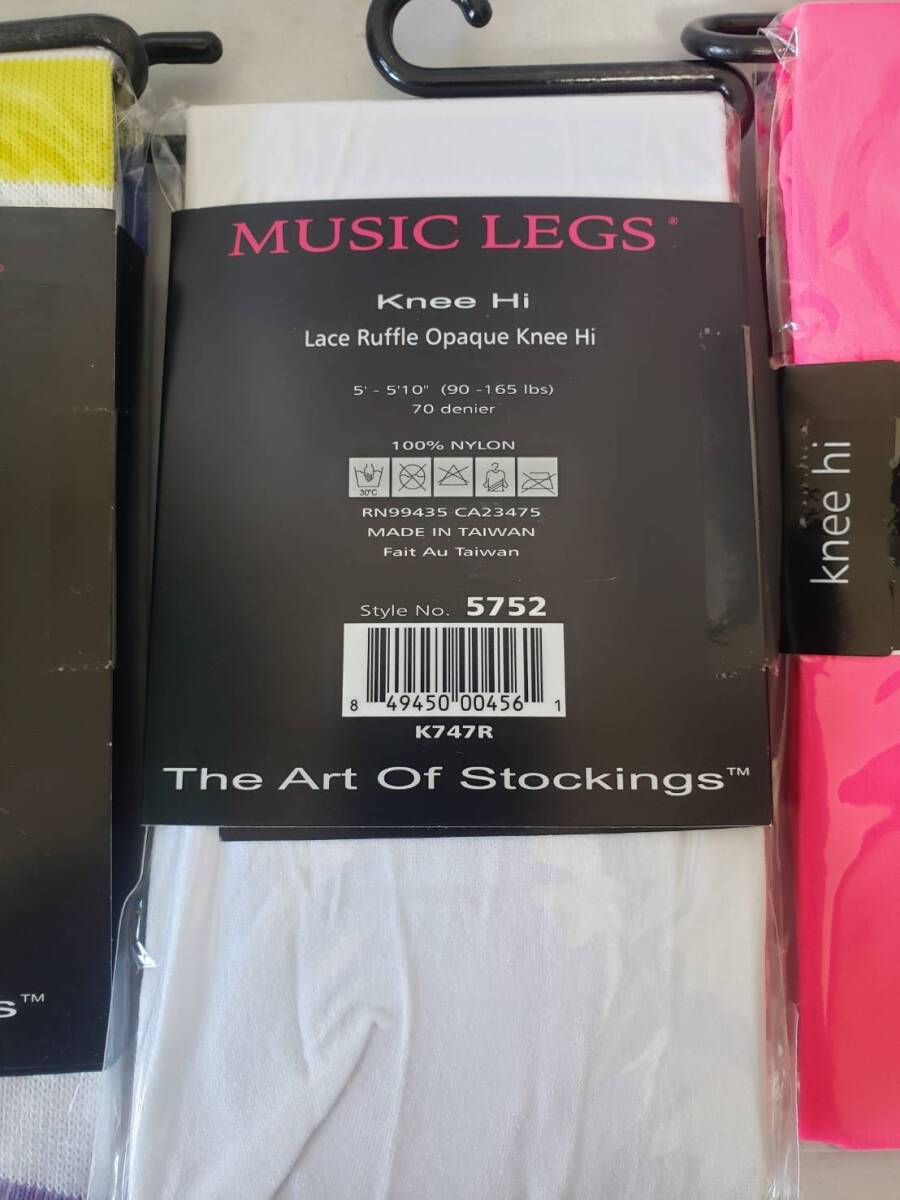 MUSIC LEGS®
Knee Hi
Lace Ruffle Opaque Knee Hi
5' - 5'10" (90 -165 lbs)
70 denier
100% NYLON
30°C
RN99435 CA23475
MADE IN TAIWAN
Fait Au Taiwan
Style No. 5752
8 49450 00456 1
K747R
The Art Of Stockings™
knee hi
s™